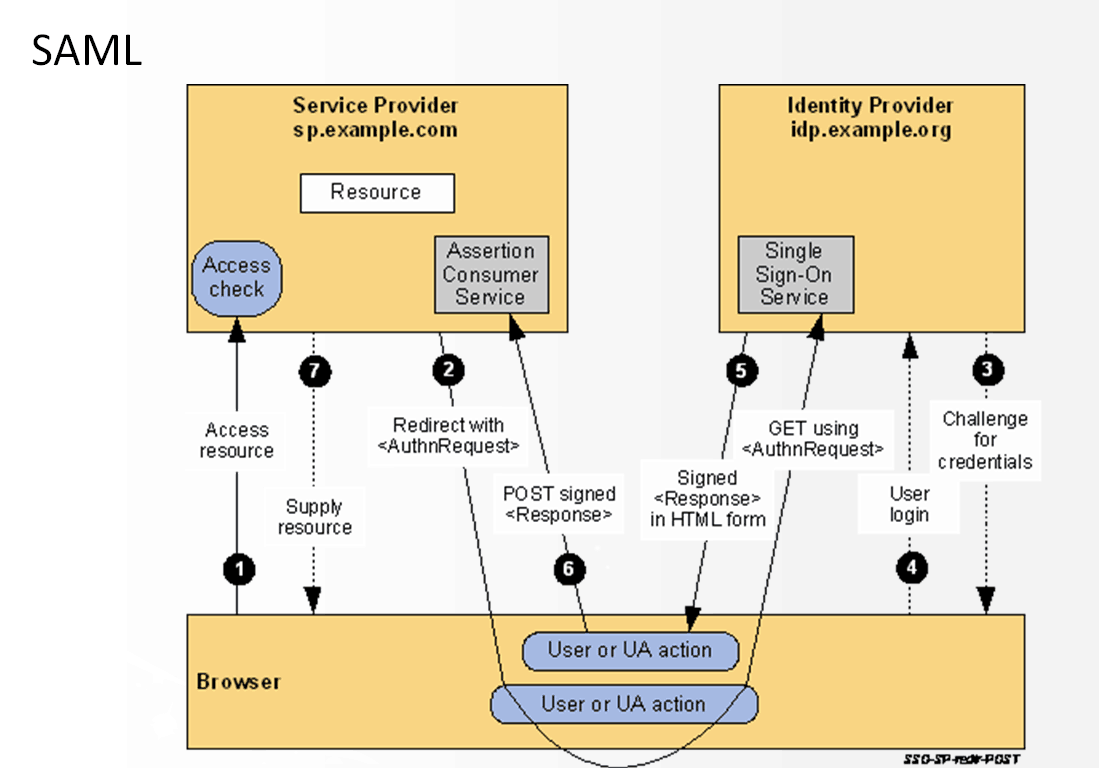 SAML
Service Provider
sp.example.com
Identity Provider
idp.example.org
Resource
Access
check
Assertion
Consumer
Service
Single
Sign-On
Service
7
2
5
3
Access
resource
Redirect with
<AuthnRequest>
GET using
<AuthnRequest>
Challenge
for
credentials
Supply
resource
POST signed
<Response>
Signed
<Response>
in HTML form
User
login
1
6
4
User or UA action
Browser
User or UA action
SSO-SP-redir-POST